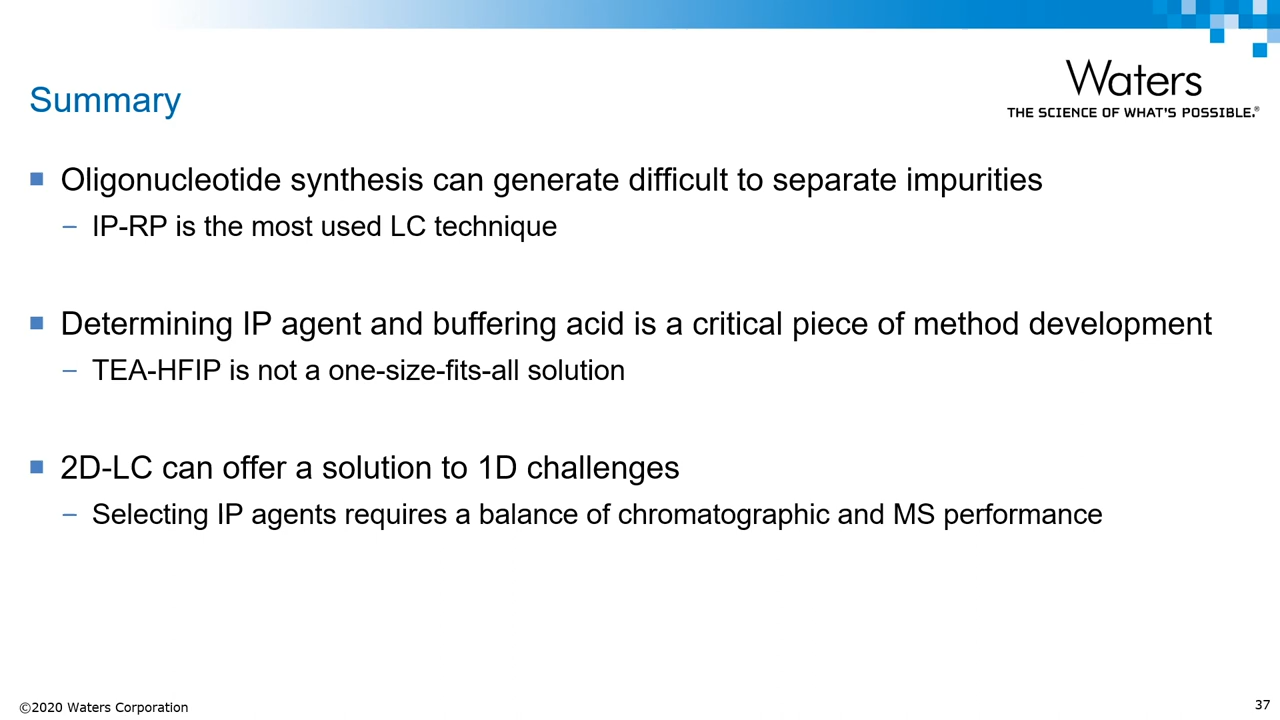 Waters
THE SCIENCE OF WHAT'S POSSIBLE.®
Summary
■ Oligonucleotide synthesis can generate difficult to separate impurities
– IP-RP is the most used LC technique
■ Determining IP agent and buffering acid is a critical piece of method development
– TEA-HFIP is not a one-size-fits-all solution
■ 2D-LC can offer a solution to 1D challenges
– Selecting IP agents requires a balance of chromatographic and MS performance
©2020 Waters Corporation
37